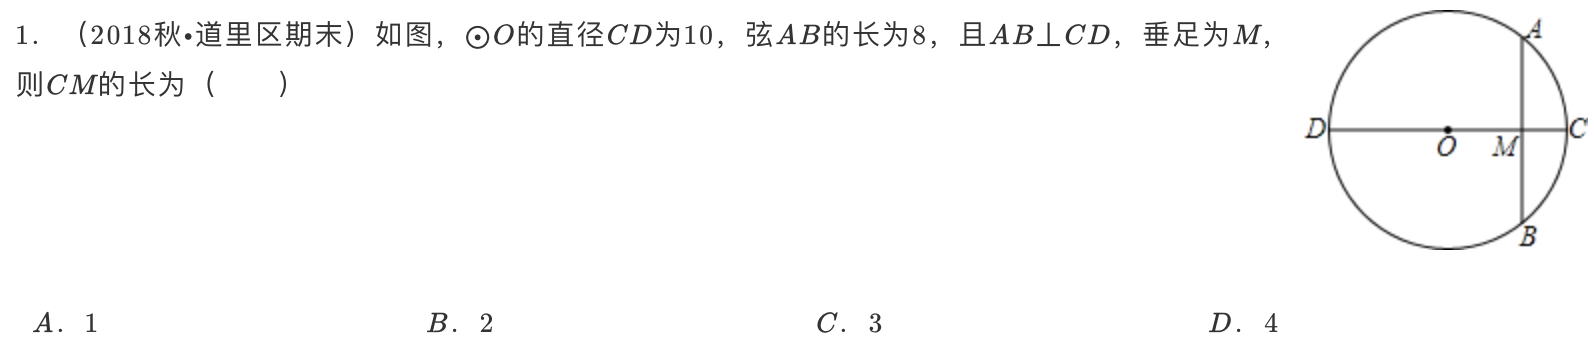 1. （2018秋•道里区期末）如图，⊙O的直径CD为10，弦AB的长为8，且AB⊥CD，垂足为M，
则CM的长为（　　）
A
D
O
M
C
B
A. 1
B. 2
C. 3
D. 4